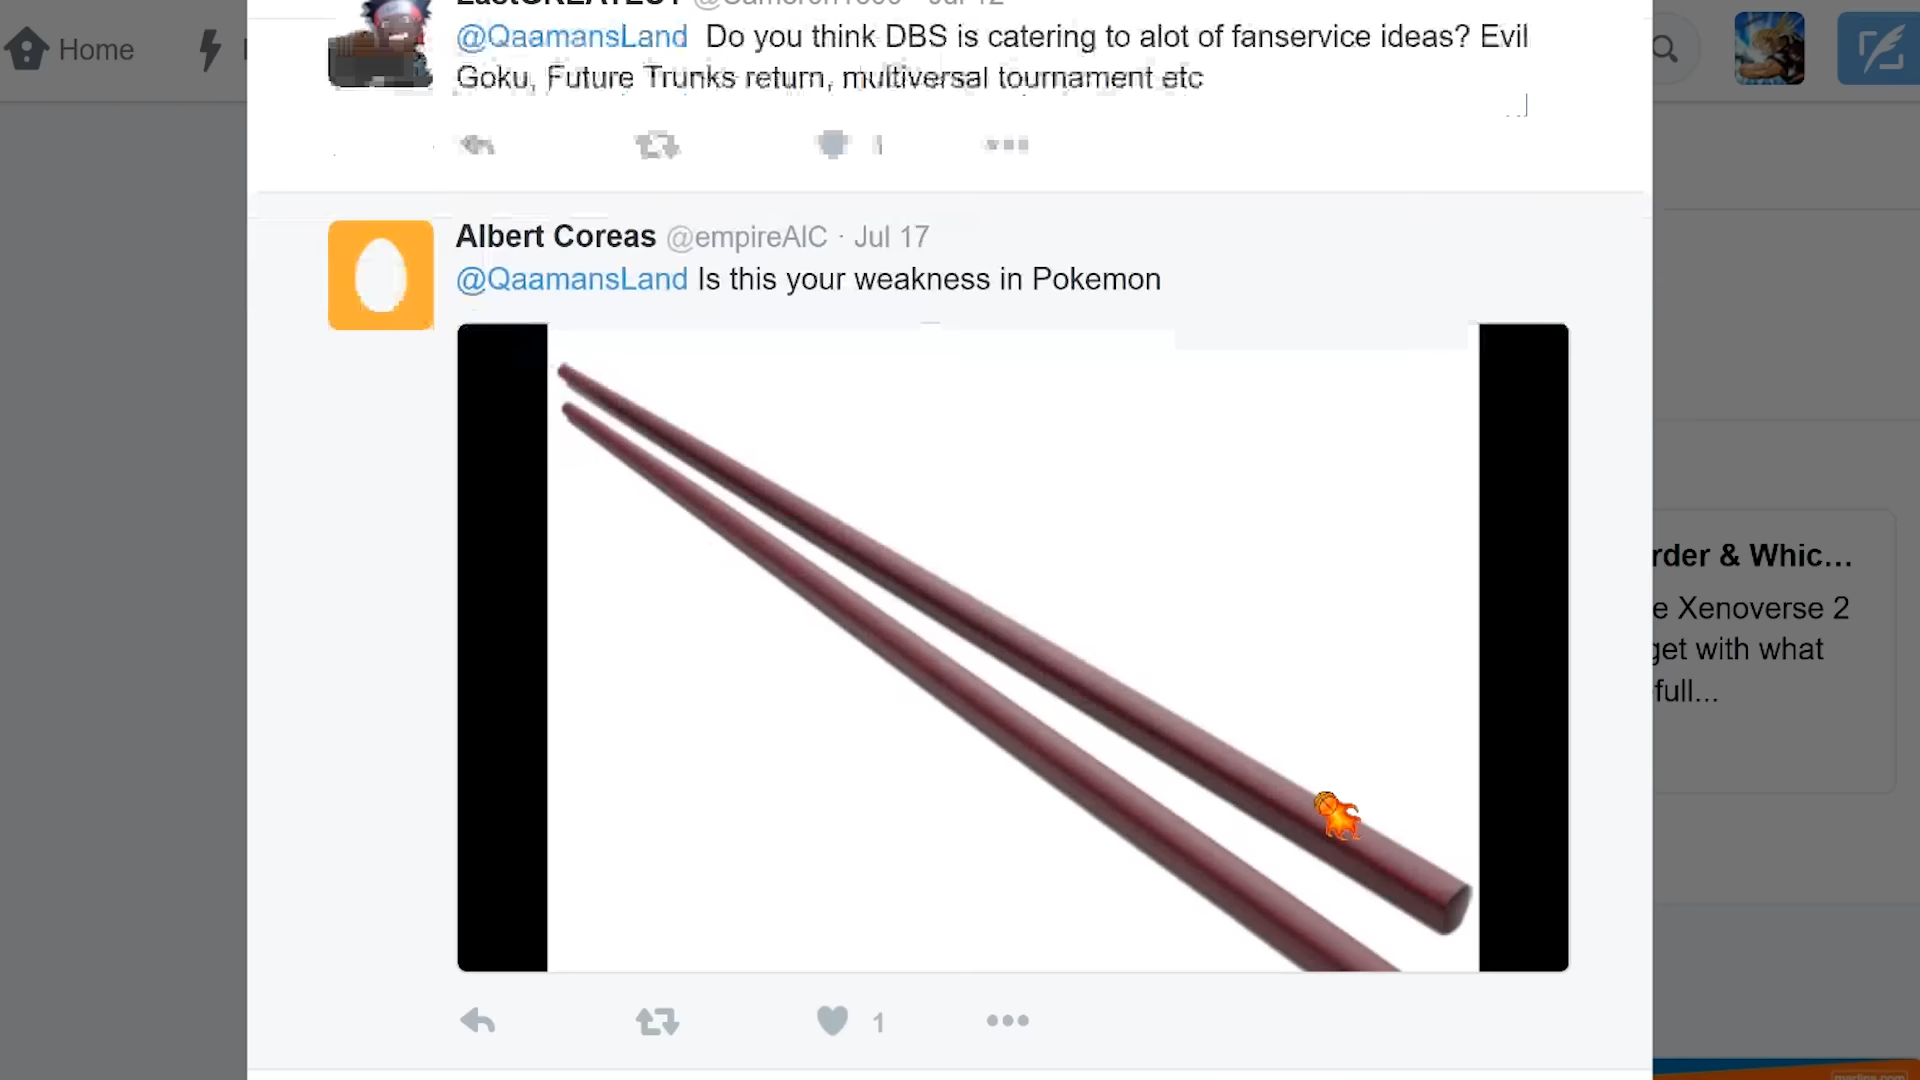 Home
@QaamansLand Do you think DBS is catering to alot of fanservice ideas? Evil
Goku, Future Trunks return, multiversal tournament etc
1
Albert Coreas @empireAIC · Jul 17
@QaamansLand Is this your weakness in Pokemon
1
rder & Whic...
e Xenoverse 2
get with what
full...